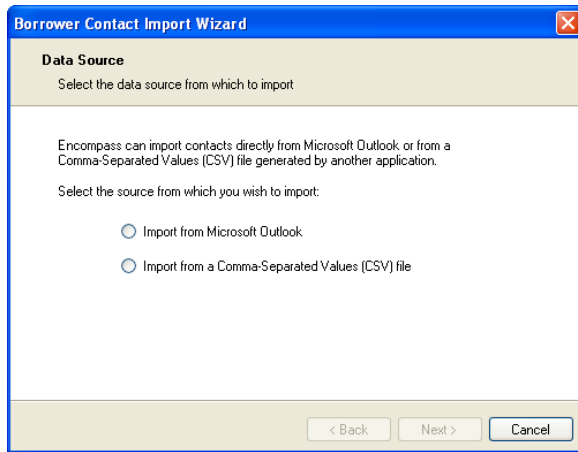 Borrower Contact Import Wizard
Data Source
Select the data source from which to import
Encompass can import contacts directly from Microsoft Outlook or from a
Comma-Separated Values (CSV) file generated by another application.
Select the source from which you wish to import:
Import from Microsoft Outlook
Import from a Comma-Separated Values (CSV) file
< Back Next > Cancel